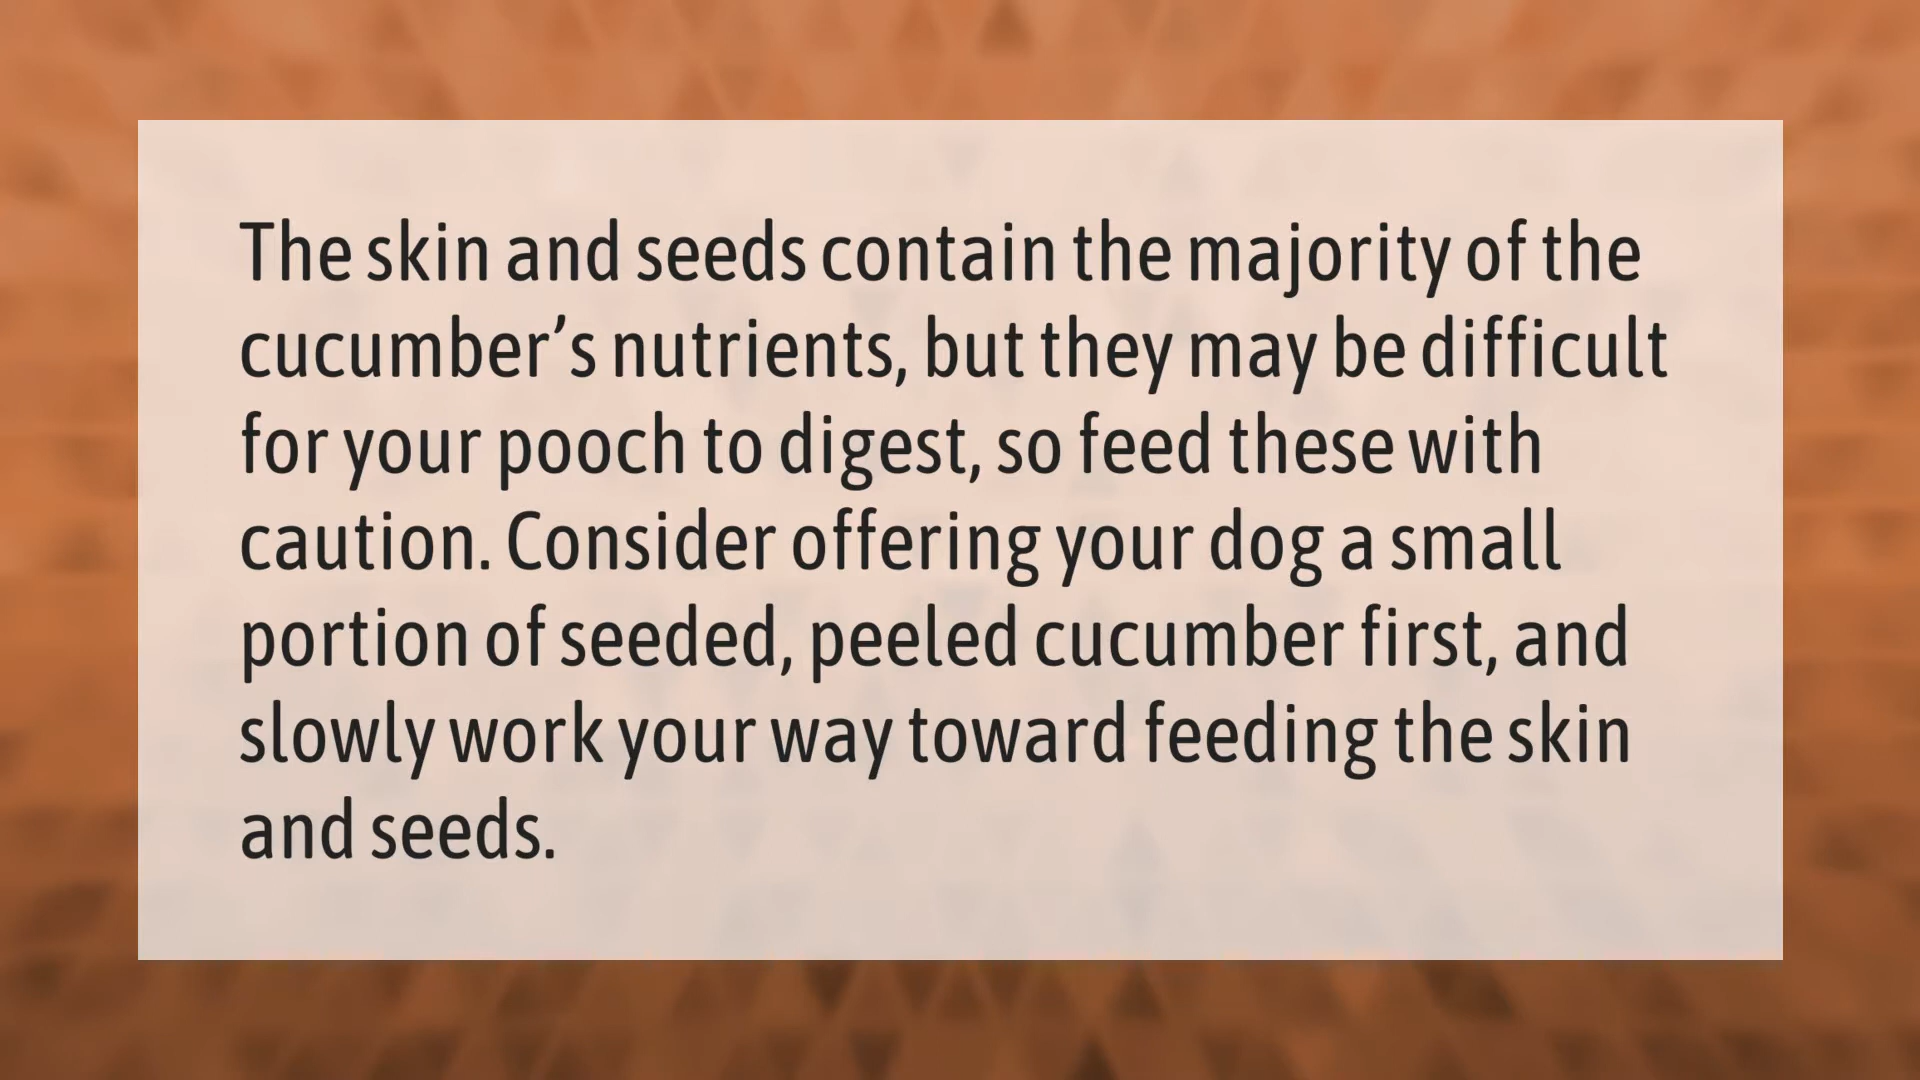 The skin and seeds contain the majority of the
cucumber’s nutrients, but they may be difficult
for your pooch to digest, so feed these with
caution. Consider offering your dog a small
portion of seeded, peeled cucumber first, and
slowly work your way toward feeding the skin
and seeds.